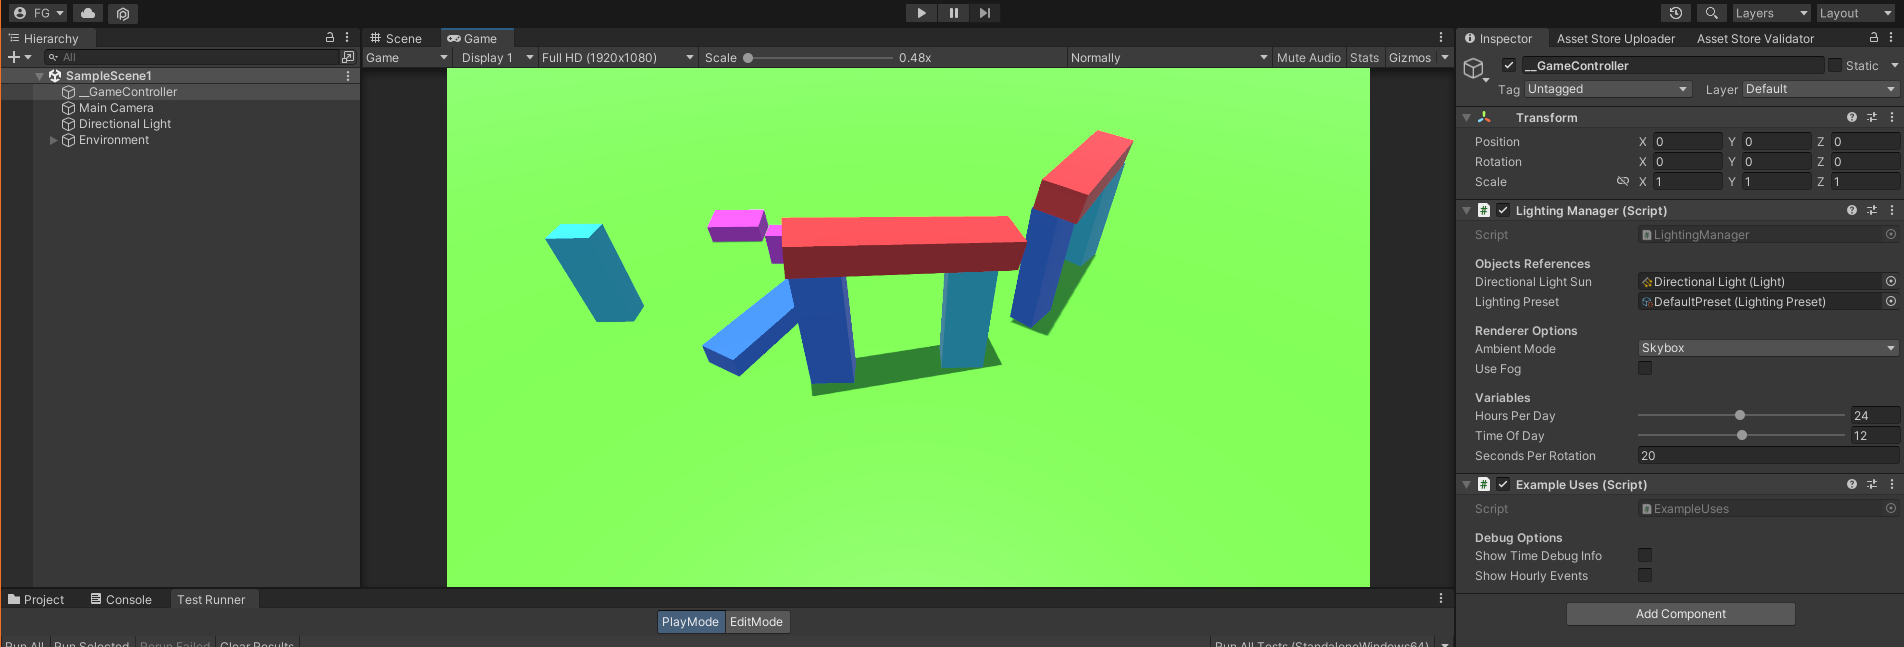 FG
Layers
Layout
Hierarchy
All
SampleScene1
__GameController
Main Camera
Directional Light
Environment
Scene
Game
Game
Display 1
Full HD (1920x1080)
Scale
0.48x
Normally
Mute Audio
Stats
Gizmos
Inspector
Asset Store Uploader
Asset Store Validator
__GameController
Static
Tag
Untagged
Layer
Default
Transform
Position X 0 Y 0 Z 0
Rotation X 0 Y 0 Z 0
Scale X 1 Y 1 Z 1
# Lighting Manager (Script)
Script LightingManager
Objects References
Directional Light Sun Directional Light (Light)
Lighting Preset DefaultPreset (Lighting Preset)
Renderer Options
Ambient Mode Skybox
Use Fog
Variables
Hours Per Day 24
Time Of Day 12
Seconds Per Rotation 20
# Example Uses (Script)
Script ExampleUses
Debug Options
Show Time Debug Info
Show Hourly Events
Add Component
Project
Console
Test Runner
PlayMode
EditMode
Run All
Run Selected
Rerun Failed
Clear Results
Run All Tests (StandaloneWindows64)